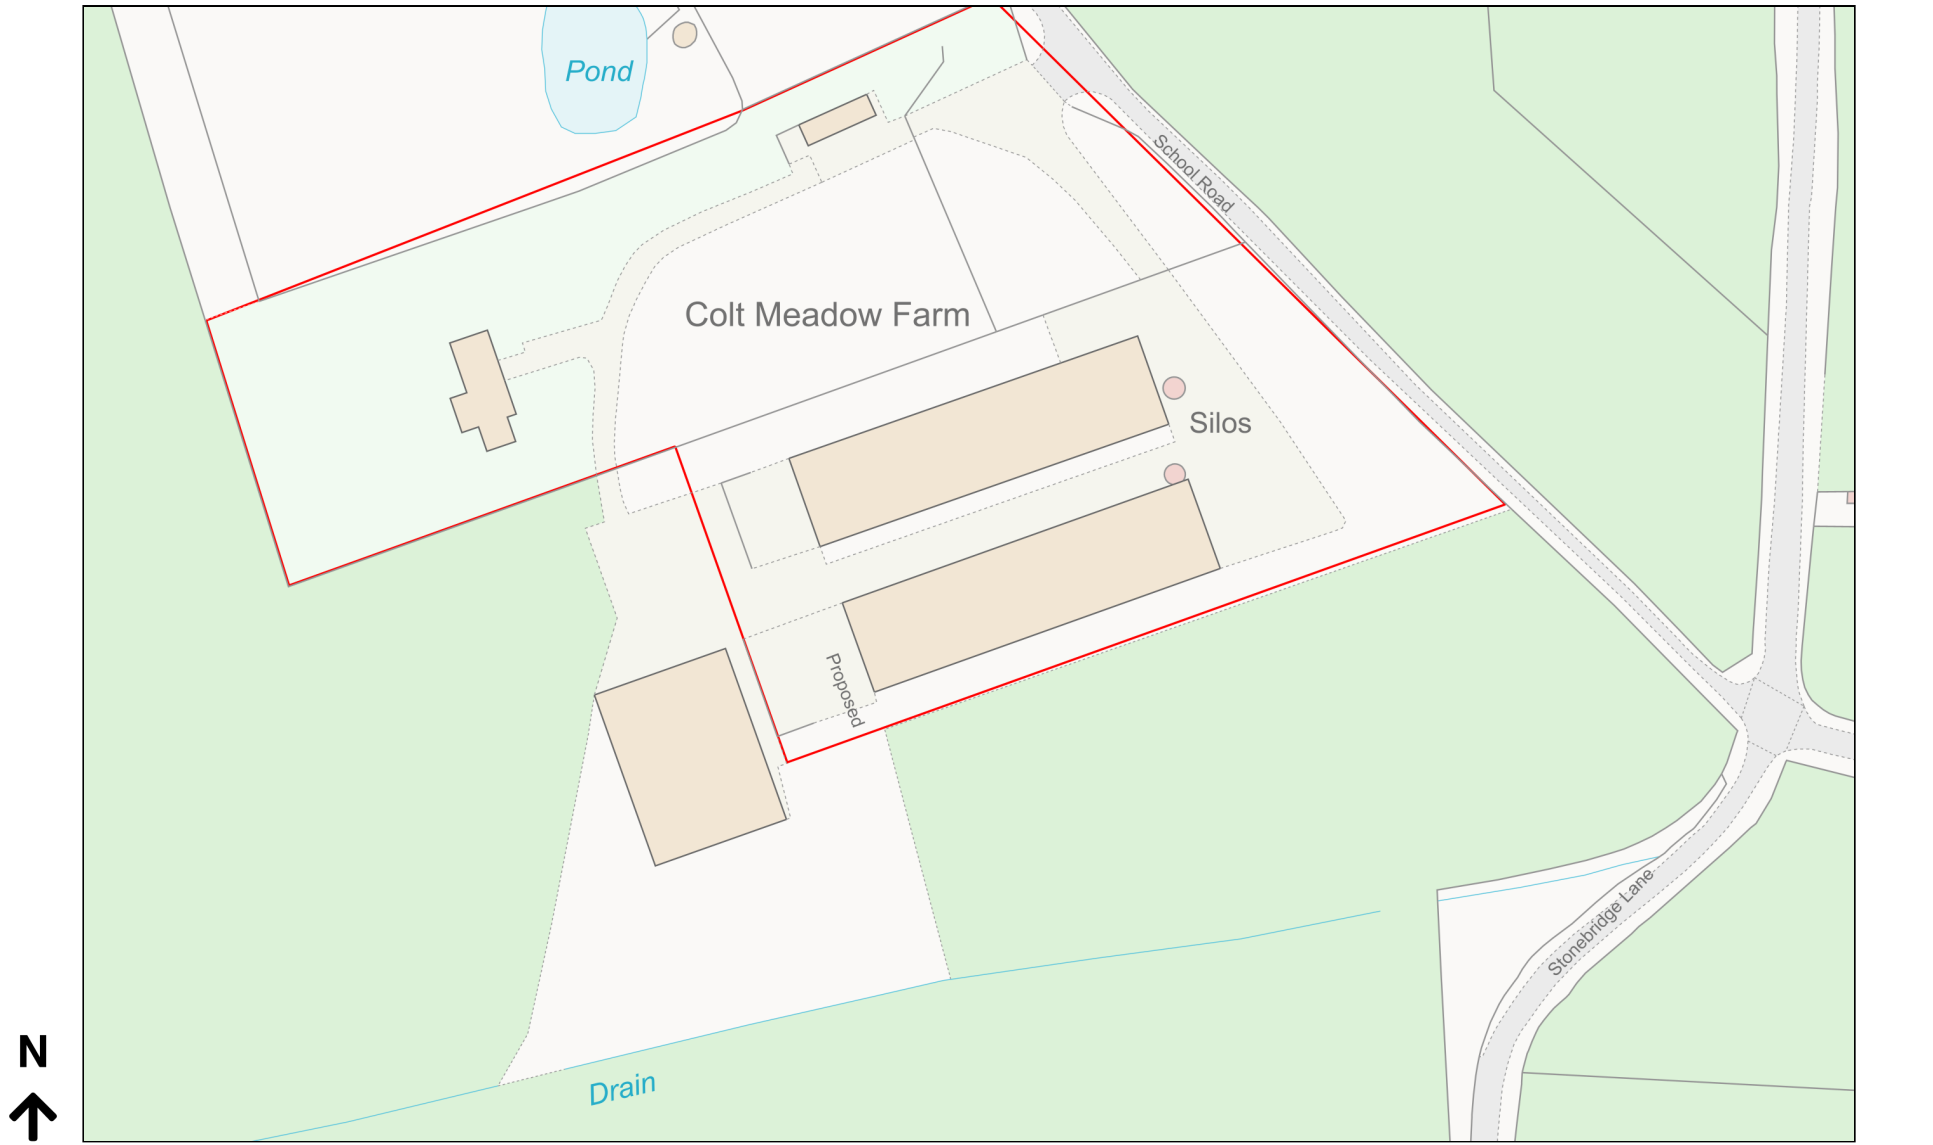 Pond
School Road
Colt Meadow Farm
Silos
Proposed
Stonebridge Lane
Drain
N